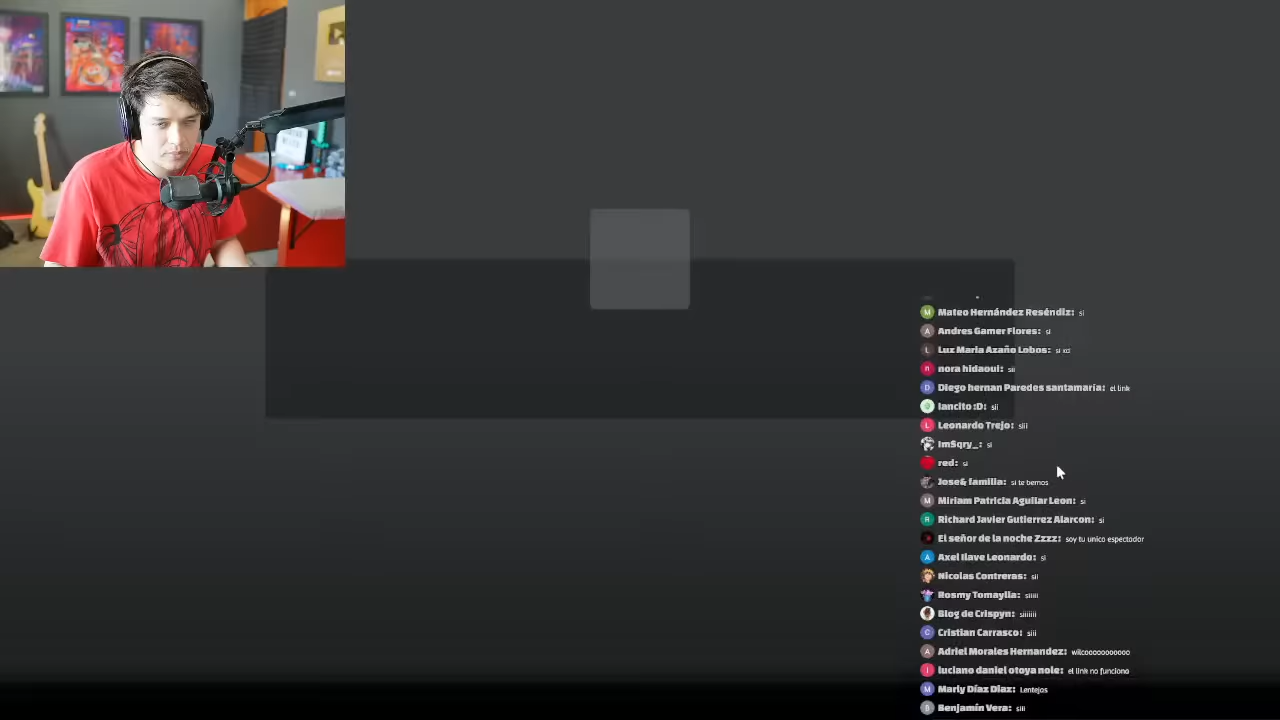 Mateo Hernández Reséndiz: si
Andres Gamer Flores: si
Luz Maria Azaño Lobos: si xd
nora hidaoui: sii
Diego hernan Paredes santamaría: el link
Iancito :D: sii
Leonardo Trejo: siii
ImSqry_: si
red: si
Jose& familia: si te bemos
Miriam Patricia Aguilar Leon: si
Richard Javier Gutierrez Alarcon: si
El señor de la noche Zzzz: soy tu unico espectador
Axel llave Leonardo: si
Nicolas Contreras: sii
Rosmy Tomaylla: siiiii
Blog de Crispyn: siiiiiii
Cristian Carrasco: siii
Adriel Morales Hernandez: wilcooooooooooo
luciano daniel otoya nole: el link no funciono
Marly Díaz Diaz: Lentejos
Benjamín Vera: siii